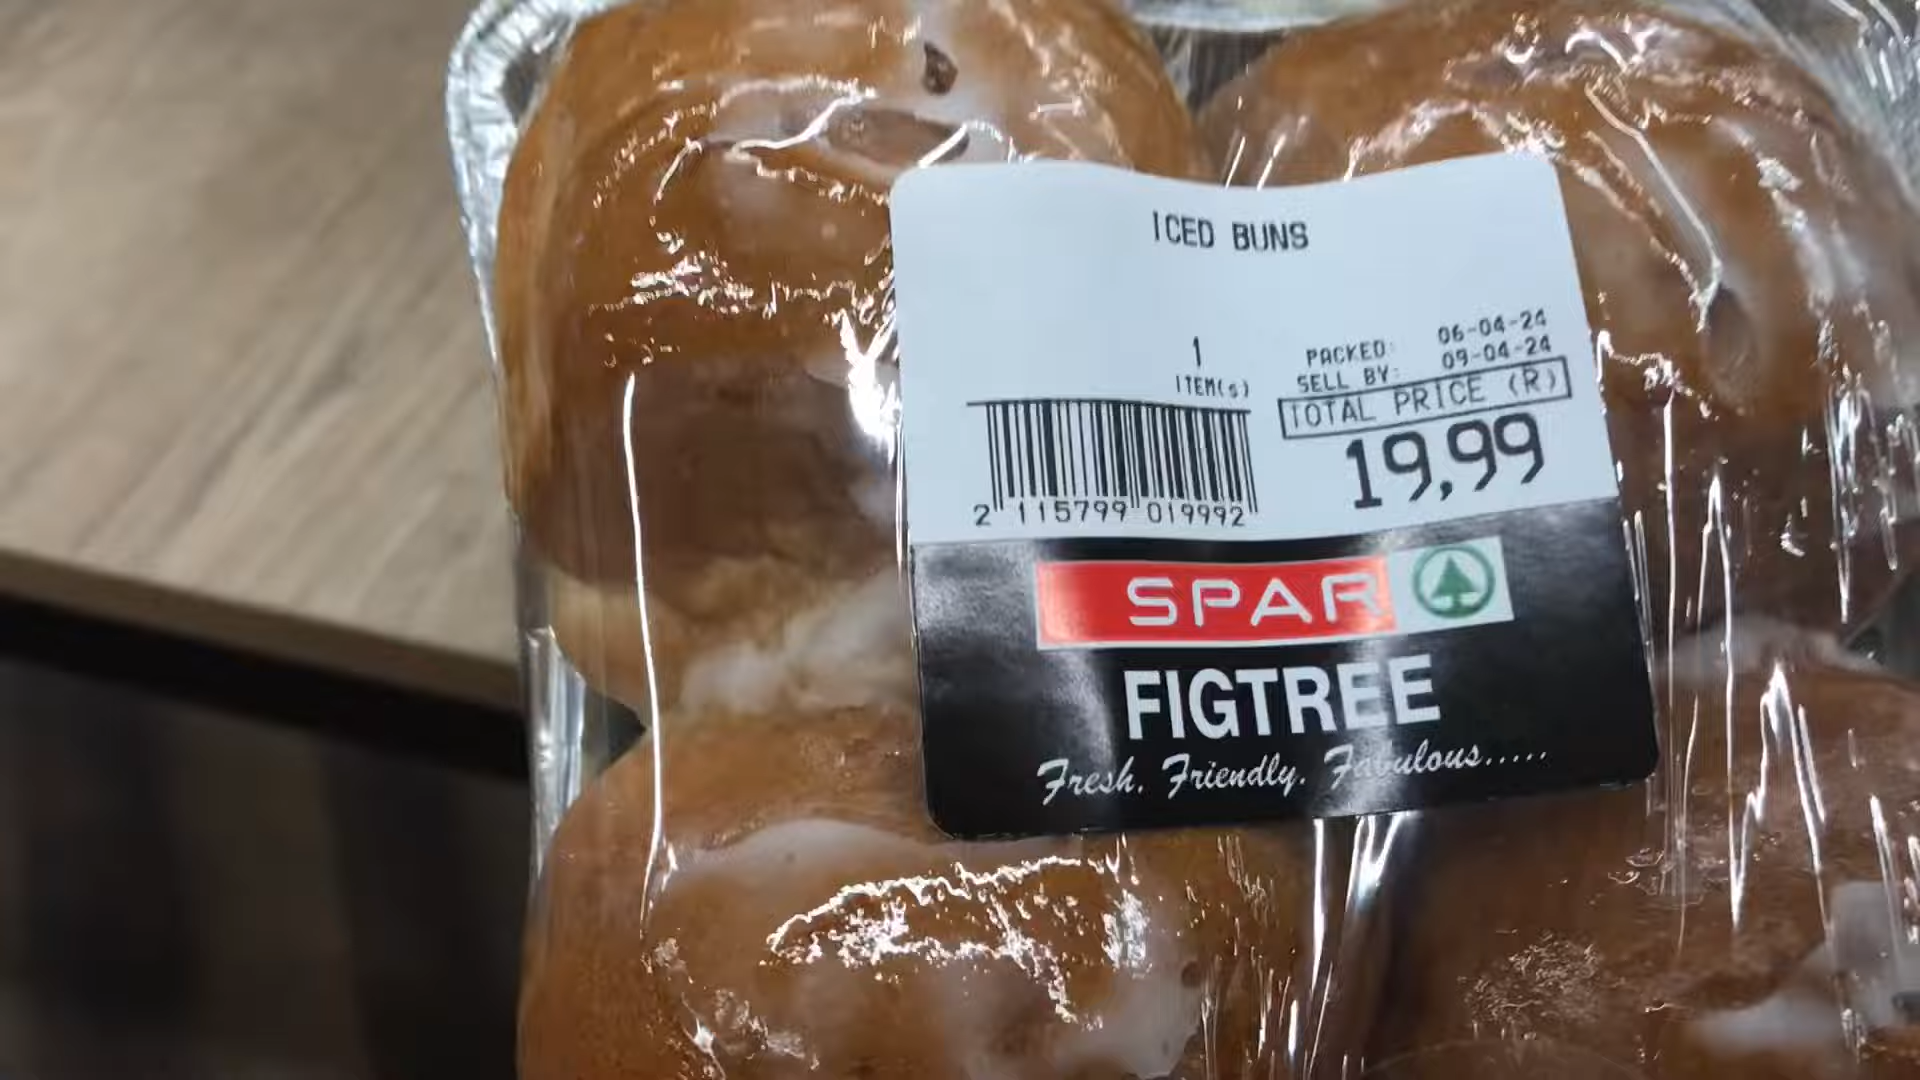 ICED BUNS
1
ITEM(s)
PACKED: 06-04-24
SELL BY: 09-04-24
TOTAL PRICE (R)
19,99
2 115799 019992
SPAR
FIGTREE
Fresh. Friendly. Fabulous.....